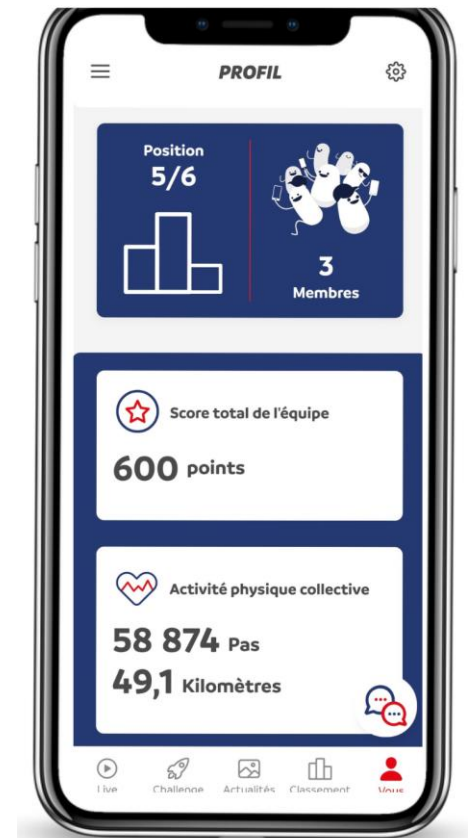 PROFIL
Position
5/6
3
Membres
Score total de l'équipe
600 points
Activité physique collective
58 874 Pas
49,1 Kilomètres
Live Challenge Actualités Classement Vous